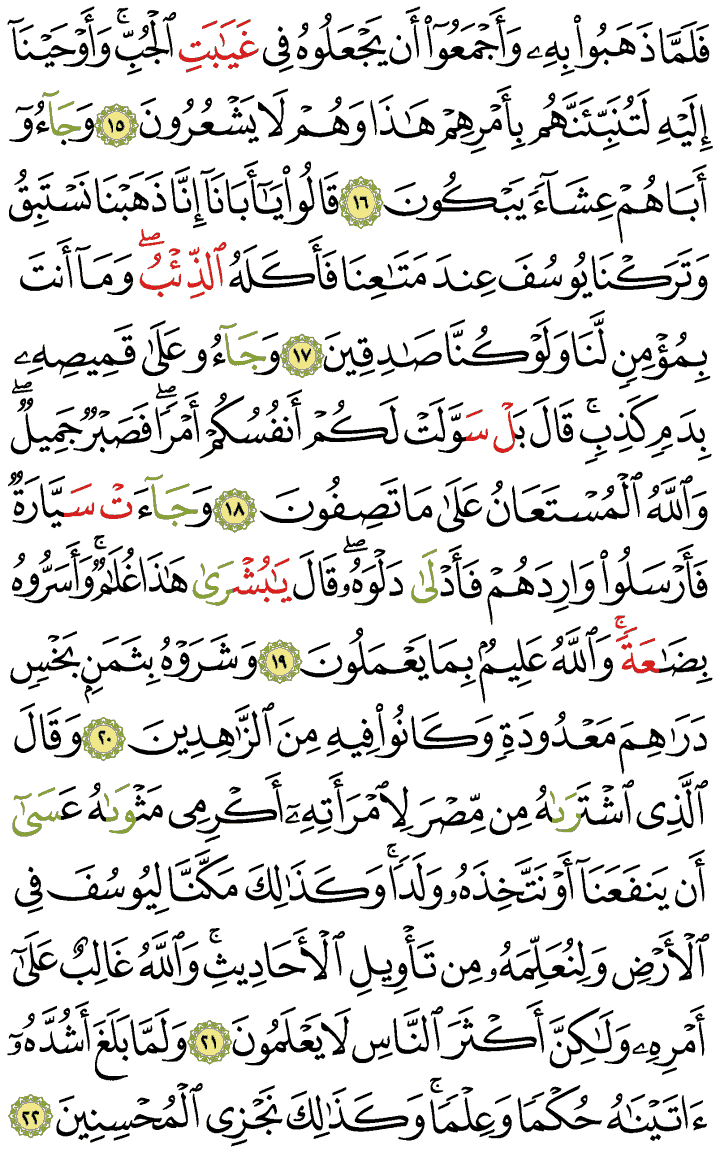 فَلَمَّا ذَهَبُوا۟ بِهِۦ وَأَجْمَعُوٓا۟ أَن يَجْعَلُوهُ فِى غَيَـٰبَتِ ٱلْجُبِّ ۚ وَأَوْحَيْنَآ
إِلَيْهِ لَتُنَبِّئَنَّهُم بِأَمْرِهِمْ هَـٰذَا وَهُمْ لَا يَشْعُرُونَ ١٥ وَجَآءُوٓ
أَبَاهُمْ عِشَآءً يَبْكُونَ ١٦ قَالُوا۟ يَـٰٓأَبَانَآ إِنَّا ذَهَبْنَا نَسْتَبِقُ
وَتَرَكْنَا يُوسُفَ عِندَ مَتَـٰعِنَا فَأَكَلَهُ ٱلذِّئْبُ ۖ وَمَآ أَنتَ
بِمُؤْمِنٍ لَّنَا وَلَوْ كُنَّا صَـٰدِقِينَ ١٧ وَجَآءُو عَلَىٰ قَمِيصِهِۦ
بِدَمٍ كَذِبٍ ۚ قَالَ بَلْ سَوَّلَتْ لَكُمْ أَنفُسُكُمْ أَمْرًا ۖ فَصَبْرٌ جَمِيلٌ ۖ
وَٱللَّهُ ٱلْمُسْتَعَانُ عَلَىٰ مَا تَصِفُونَ ١٨ وَجَآءَتْ سَيَّارَةٌ
فَأَرْسَلُوا۟ وَارِدَهُمْ فَأَدْلَىٰ دَلْوَهُۥ ۖ قَالَ يَـٰبُشْرَىٰ هَـٰذَا غُلَـٰمٌ ۚ وَأَسَرُّوهُ
بِضَـٰعَةً ۚ وَٱللَّهُ عَلِيمٌۢ بِمَا يَعْمَلُونَ ١٩ وَشَرَوْهُ بِثَمَنٍۭ بَخْسٍ
دَرَٰهِمَ مَعْدُودَةٍ وَكَانُوا۟ فِيهِ مِنَ ٱلزَّٰهِدِينَ ٢٠ وَقَالَ
ٱلَّذِى ٱشْتَرَىٰهُ مِن مِّصْرَ لِٱمْرَأَتِهِۦٓ أَكْرِمِى مَثْوَىٰهُ عَسَىٰٓ
أَن يَنفَعَنَآ أَوْ نَتَّخِذَهُۥ وَلَدًا ۚ وَكَذَٰلِكَ مَكَّنَّا لِيُوسُفَ فِى
ٱلْأَرْضِ وَلِنُعَلِّمَهُۥ مِن تَأْوِيلِ ٱلْأَحَادِيثِ ۚ وَٱللَّهُ غَالِبٌ عَلَىٰٓ
أَمْرِهِۦ وَلَـٰكِنَّ أَكْثَرَ ٱلنَّاسِ لَا يَعْلَمُونَ ٢١ وَلَمَّا بَلَغَ أَشُدَّهُۥٓ
ءَاتَيْنَـٰهُ حُكْمًا وَعِلْمًا ۚ وَكَذَٰلِكَ نَجْزِى ٱلْمُحْسِنِينَ ٢٢